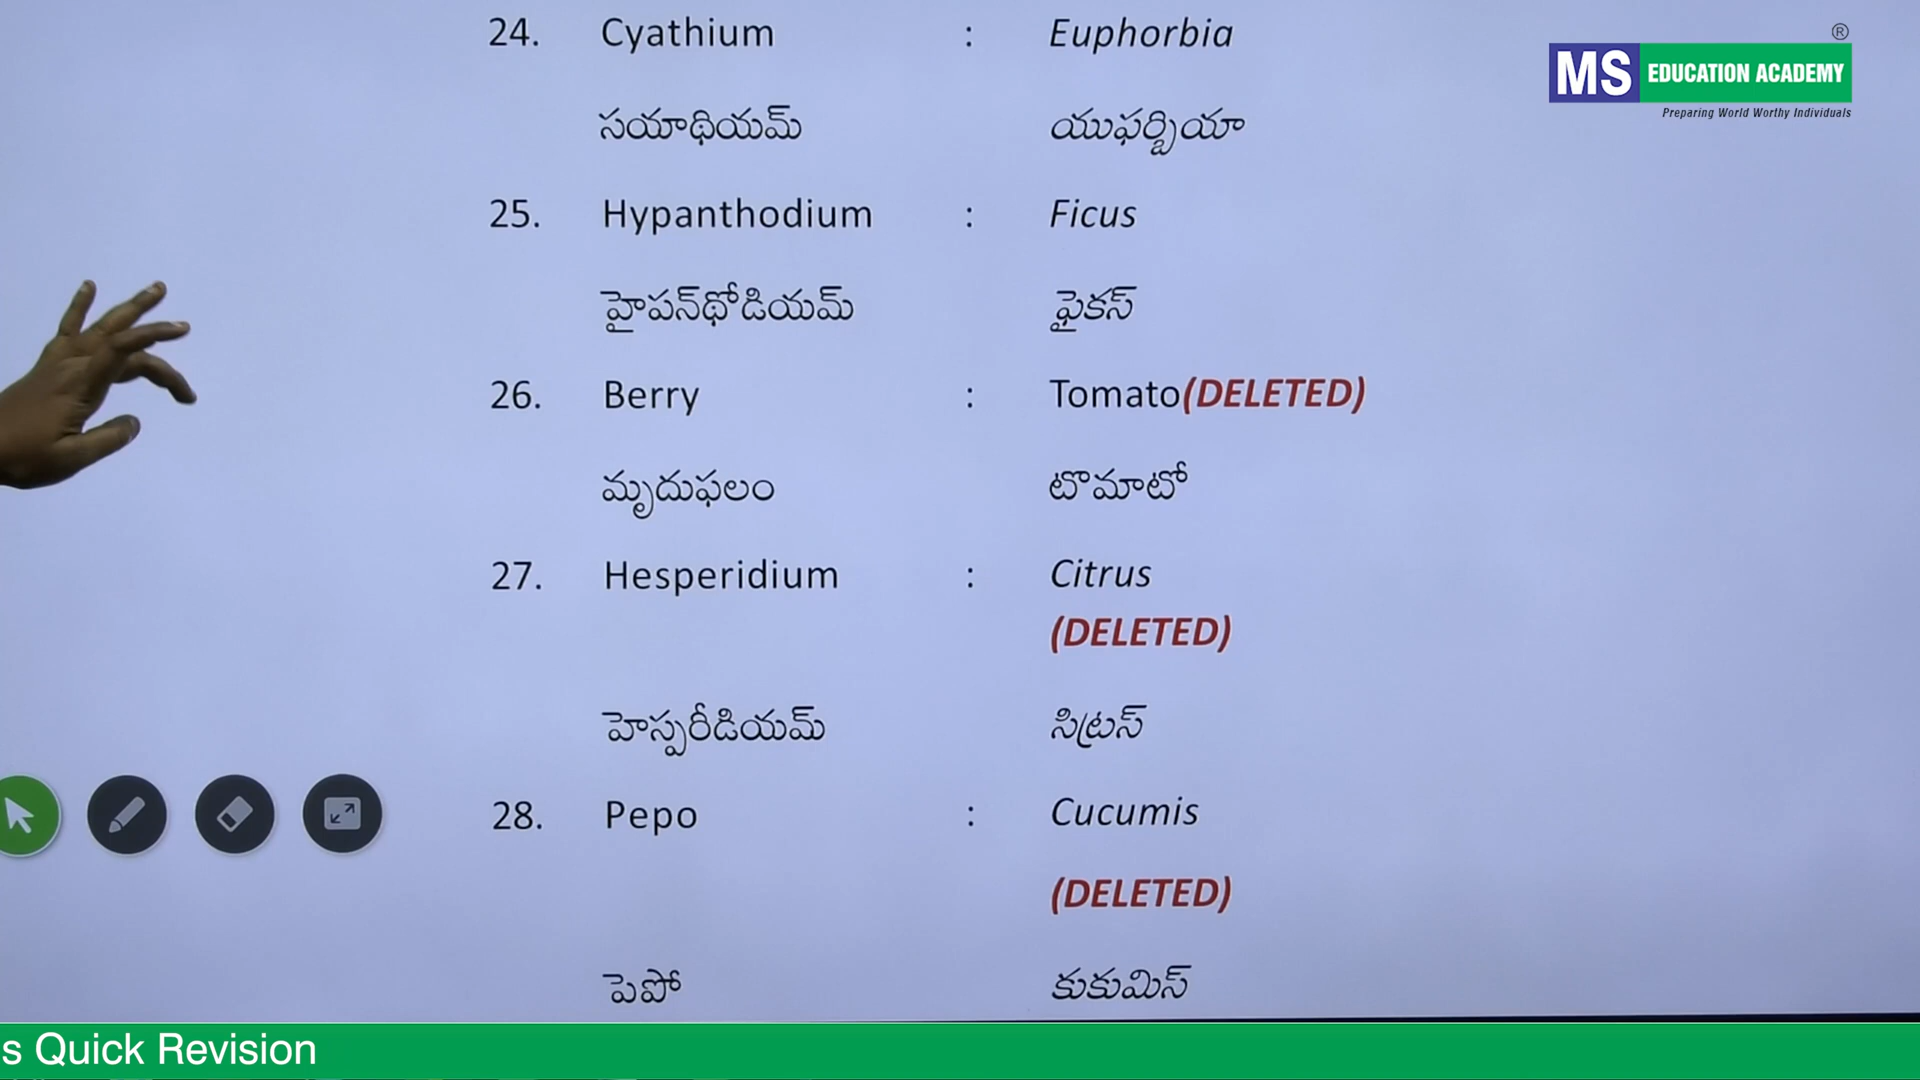 24. Cyathium : Euphorbia
సయాథియమ్ యుఫర్బియా
25. Hypanthodium : Ficus
హైపన్‌థోడియమ్ ఫైకస్
26. Berry : Tomato(DELETED)
మృదుఫలం టొమాటో
27. Hesperidium : Citrus
(DELETED)
హెస్పరీడియమ్ సిట్రస్
28. Pepo : Cucumis
(DELETED)
పెపో కుకుమిస్
®
MS EDUCATION ACADEMY
Preparing World Worthy Individuals
s Quick Revision